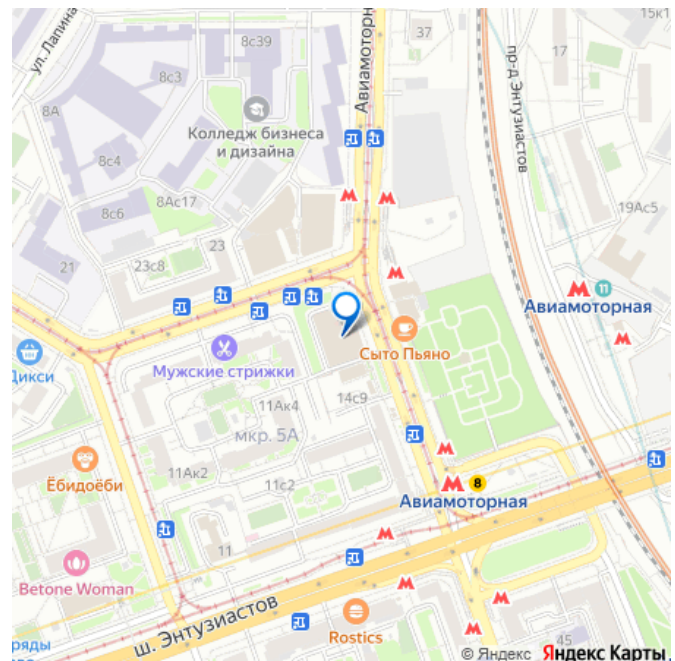 ул. Лапина
8с39
Авиамоторн
37
15к1
17
пр-д Энтузиастов
8с3
8А
Колледж бизнеса
и дизайна
8с4
8Ас17
8с6
19Ас5
23
23с8
21
11
Авиамоторная
Сыто Пьяно
Дикси
Мужские стрижки
11Ак4
14с9
мкр. 5А
Ёбидоёби
11Ак2
11с2
8
Авиамоторная
11
Betone Woman
ш. Энтузиастов
Rostics
ряды
45
© Яндекс Яндекс Карты